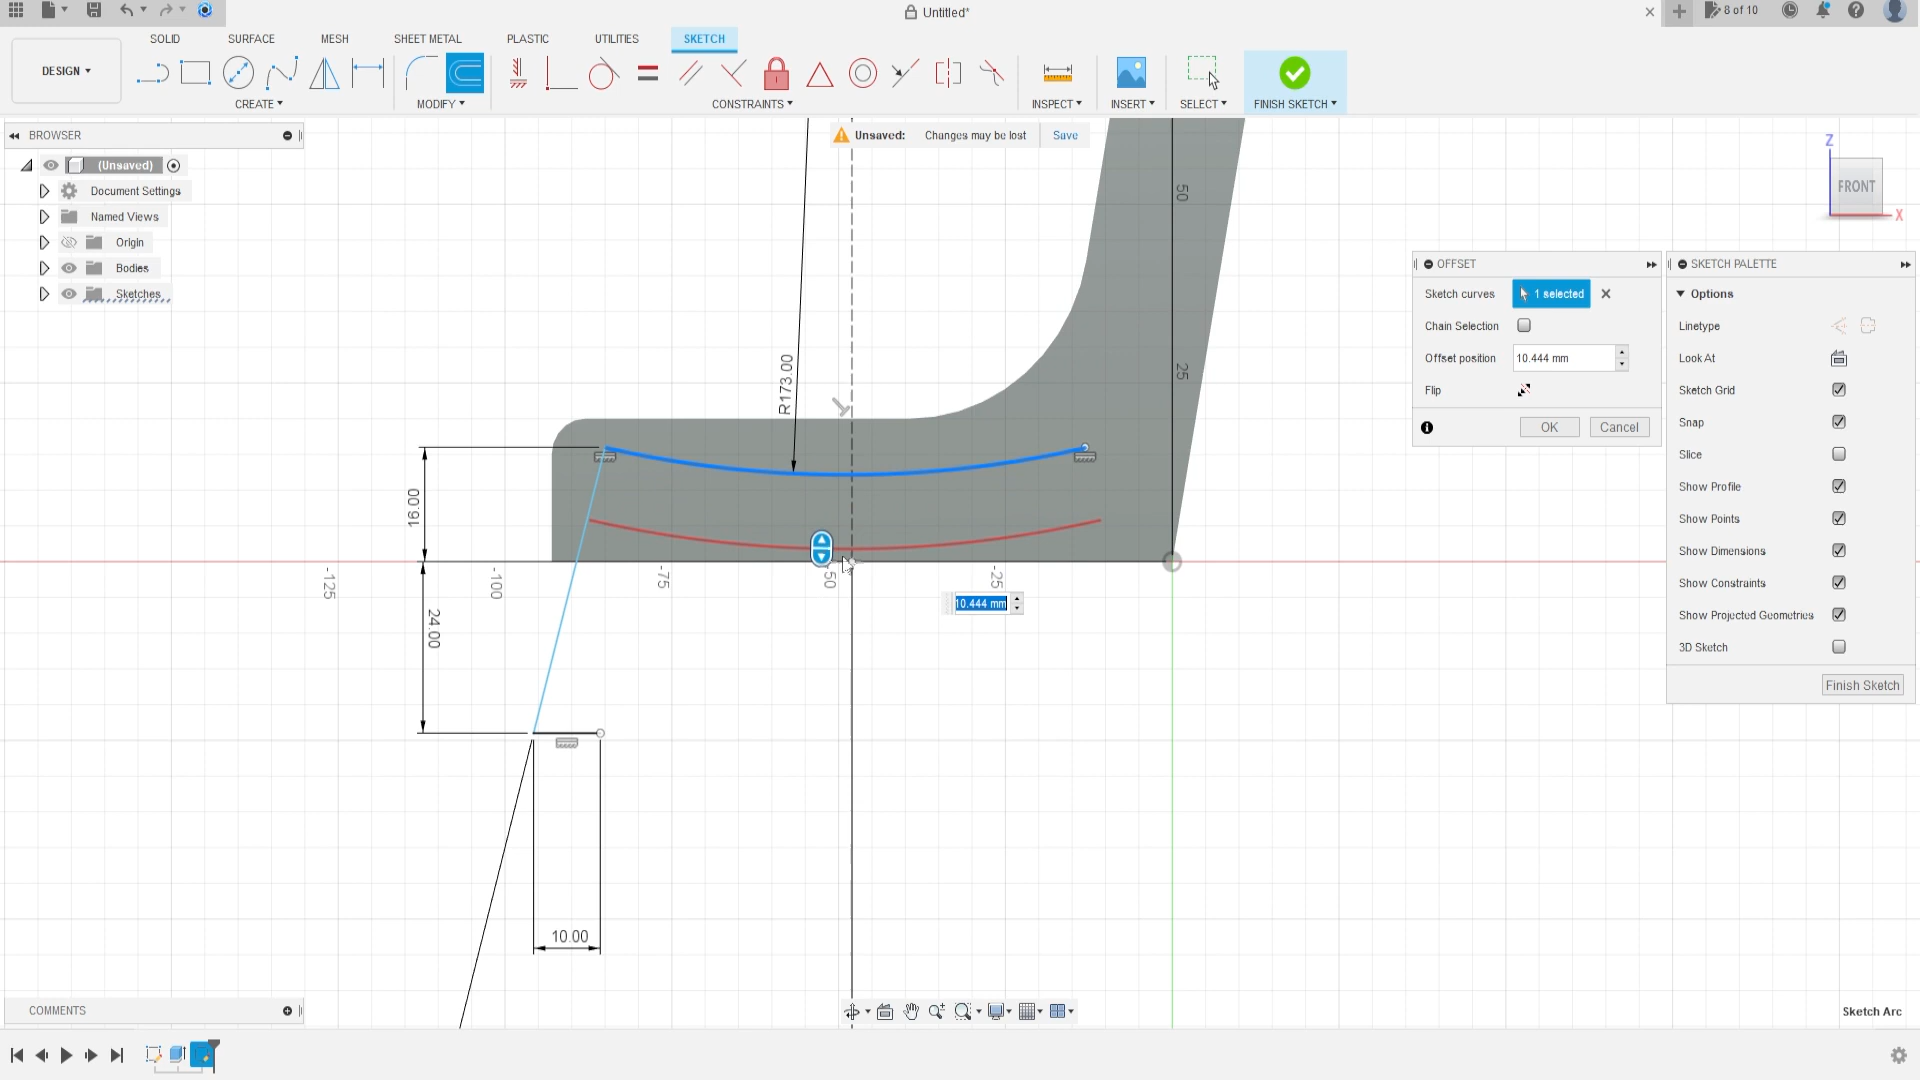 Untitled*
8 of 10
SOLID SURFACE MESH SHEET METAL PLASTIC UTILITIES SKETCH
DESIGN ▾
CREATE ▾ MODIFY ▾ CONSTRAINTS ▾ INSPECT ▾ INSERT ▾ SELECT ▾ FINISH SKETCH ▾
BROWSER
(Unsaved)
Document Settings
Named Views
Origin
Bodies
Sketches
Unsaved: Changes may be lost Save
Z
FRONT
X
OFFSET
Sketch curves 1 selected
Chain Selection
Offset position 10.444 mm
Flip
OK Cancel
SKETCH PALETTE
Options
Linetype
Look At
Sketch Grid
Snap
Slice
Show Profile
Show Points
Show Dimensions
Show Constraints
Show Projected Geometries
3D Sketch
Finish Sketch
50
25
R173.00
16.00
24.00
-125
-100
-75
-50
-25
10.444 mm
10.00
COMMENTS
Sketch Arc